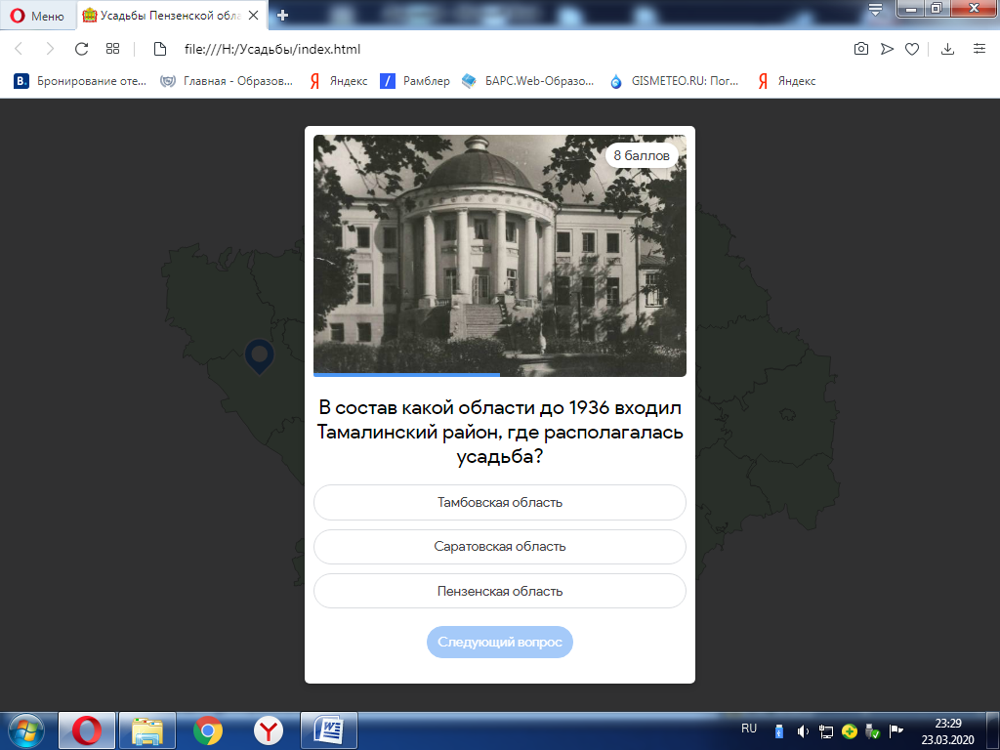 Меню
Усадьбы Пензенской обла
file:///H:/Усадьбы/index.html
Бронирование оте...
Главная - Образов...
Яндекс
Рамблер
БАРС.Web-Образо...
GISMETEO.RU: Пог...
Яндекс
8 баллов
В состав какой области до 1936 входил
Тамалинский район, где располагалась
усадьба?
Тамбовская область
Саратовская область
Пензенская область
Следующий вопрос
RU
23:29
23.03.2020